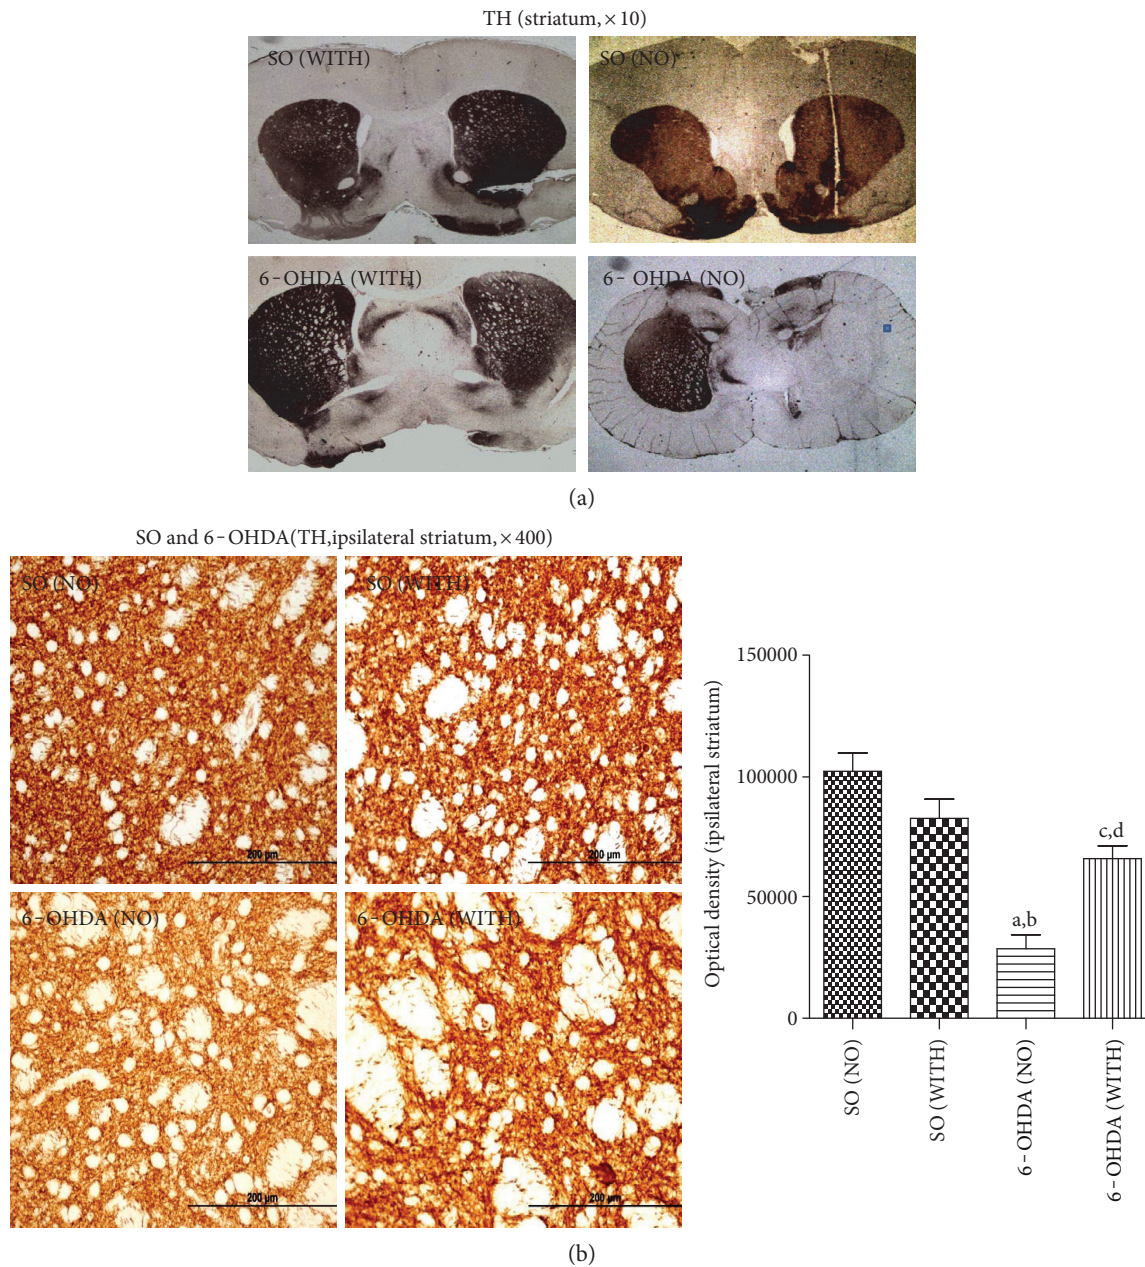 TH (striatum, × 10)
SO (WITH)
SO (NO)
6-OHDA (WITH)
6- OHDA (NO)
(a)
SO and 6-OHDA(TH,ipsilateral striatum, × 400)
SO (NO)
SO (WITH)
200 µm
200 µm
6-OHDA (NO)
6-OHDA (WITH)
200 µm
200 µm
Optical density (ipsilateral striatum)
150000
100000
50000
0
a,b
c,d
SO (NO)
SO (WITH)
6-OHDA (NO)
6-OHDA (WITH)
(b)